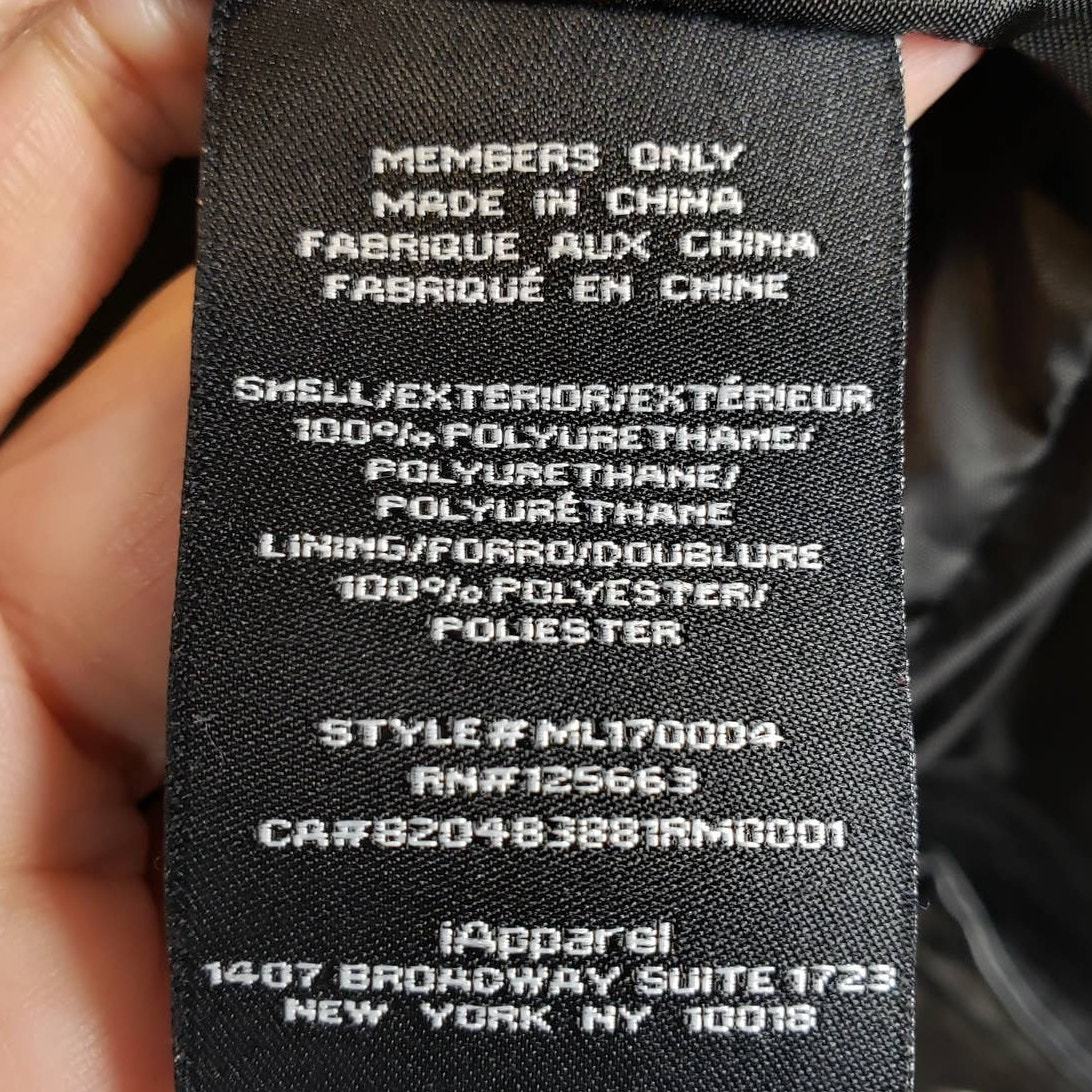 MEMBERS ONLY
MADE IN CHINA
FABRIQUE AUX CHINA
FABRIQUÉ EN CHINE
SHELL/EXTERIOR/EXTÉRIEUR
100% POLYURETHANE/
POLYURETHANE/
POLYURÉTHANE
LINING/FORRO/DOUBLURE
100% POLYESTER/
POLIESTER
STYLE# ML170004
RN#125663
CA#820483881RM0001
iApparel
1407 BROADWAY SUITE 1723
NEW YORK NY 10018